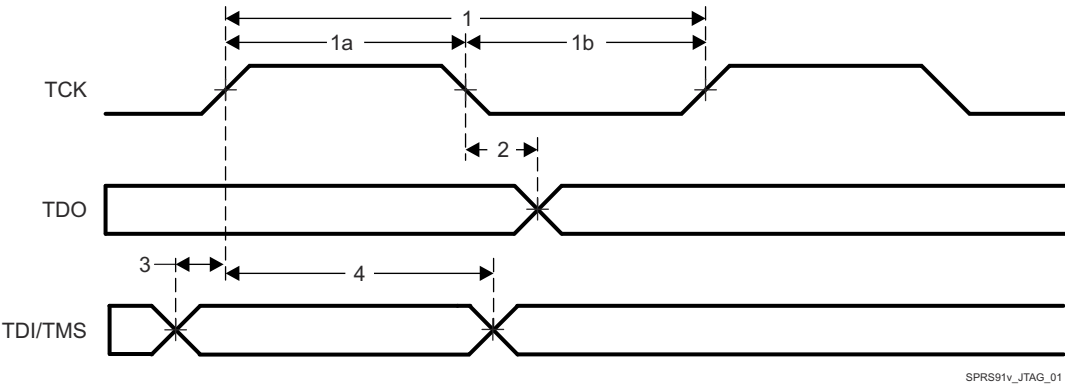 1
1a
1b
TCK
2
TDO
3
4
TDI/TMS
SPRS91v_JTAG_01